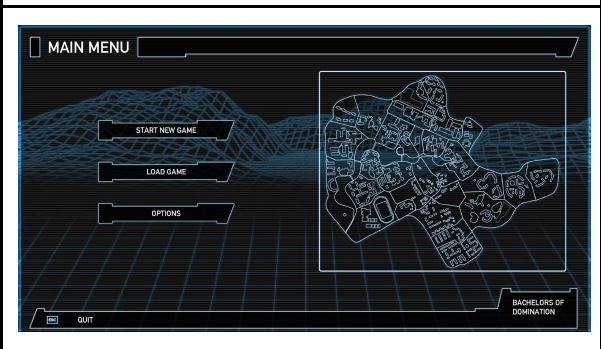 MAIN MENU
START NEW GAME
LOAD GAME
OPTIONS
BACHELORS OF
DOMINATION
ESC QUIT